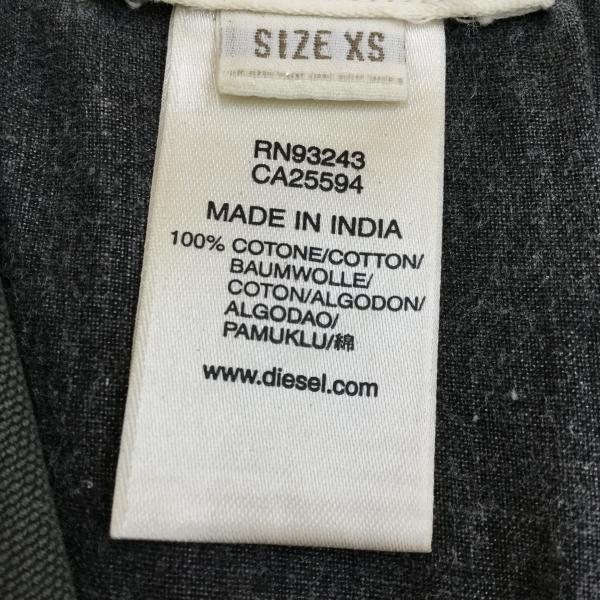 SIZE XS
RN93243
CA25594
MADE IN INDIA
100% COTONE/COTTON/
BAUMWOLLE/
COTON/ALGODON/
ALGODAO/
PAMUKLU/綿
www.diesel.com